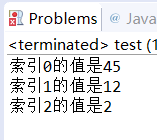 Problems @ Java
<terminated> test (1
索引0的值是45
索引1的值是12
索引2的值是2